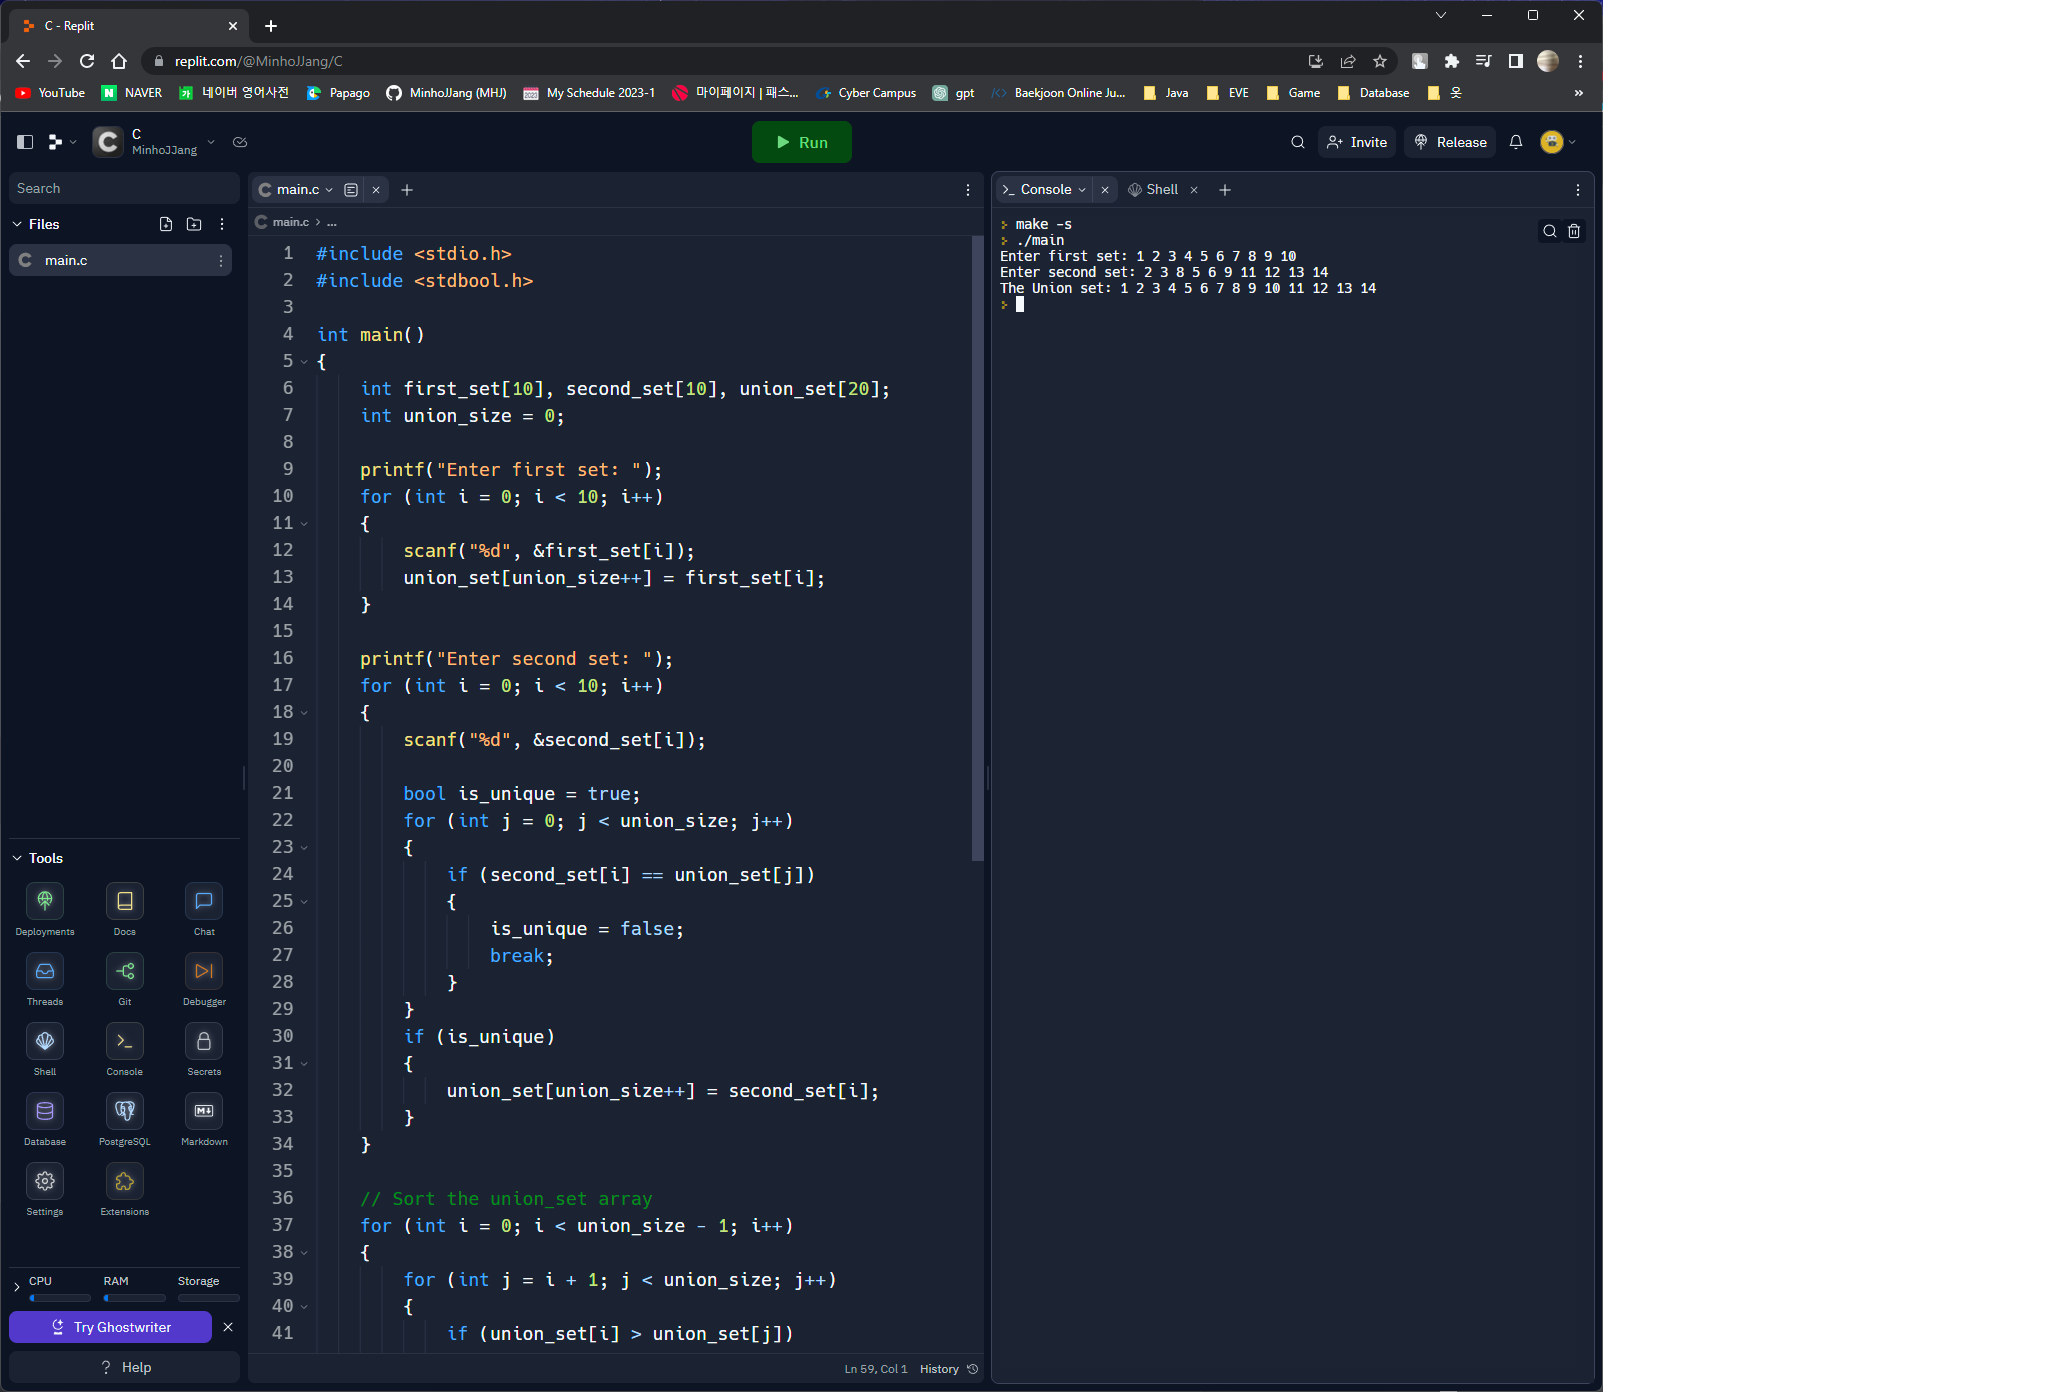 C - Replit
replit.com/@MinhoJJang/C
YouTube NAVER 네이버 영어사전 Papago MinhoJJang (MHJ) My Schedule 2023-1 마이페이지 | 패스... Cyber Campus gpt Baekjoon Online Ju... Java EVE Game Database 옷 »
C
MinhoJJang
Run
Invite
Release
Search
Files
main.c
Tools
Deployments Docs Chat
Threads Git Debugger
Shell Console Secrets
Database PostgreSQL Markdown
Settings Extensions
CPU RAM Storage
Try Ghostwriter
? Help
main.c
main.c > ...
1 #include <stdio.h>
2 #include <stdbool.h>
3
4 int main()
5 {
6 int first_set[10], second_set[10], union_set[20];
7 int union_size = 0;
8
9 printf("Enter first set: ");
10 for (int i = 0; i < 10; i++)
11 {
12 scanf("%d", &first_set[i]);
13 union_set[union_size++] = first_set[i];
14 }
15
16 printf("Enter second set: ");
17 for (int i = 0; i < 10; i++)
18 {
19 scanf("%d", &second_set[i]);
20
21 bool is_unique = true;
22 for (int j = 0; j < union_size; j++)
23 {
24 if (second_set[i] == union_set[j])
25 {
26 is_unique = false;
27 break;
28 }
29 }
30 if (is_unique)
31 {
32 union_set[union_size++] = second_set[i];
33 }
34 }
35
36 // Sort the union_set array
37 for (int i = 0; i < union_size - 1; i++)
38 {
39 for (int j = i + 1; j < union_size; j++)
40 {
41 if (union_set[i] > union_set[j])
Ln 59, Col 1 History
>_ Console Shell
make -s
./main
Enter first set: 1 2 3 4 5 6 7 8 9 10
Enter second set: 2 3 8 5 6 9 11 12 13 14
The Union set: 1 2 3 4 5 6 7 8 9 10 11 12 13 14